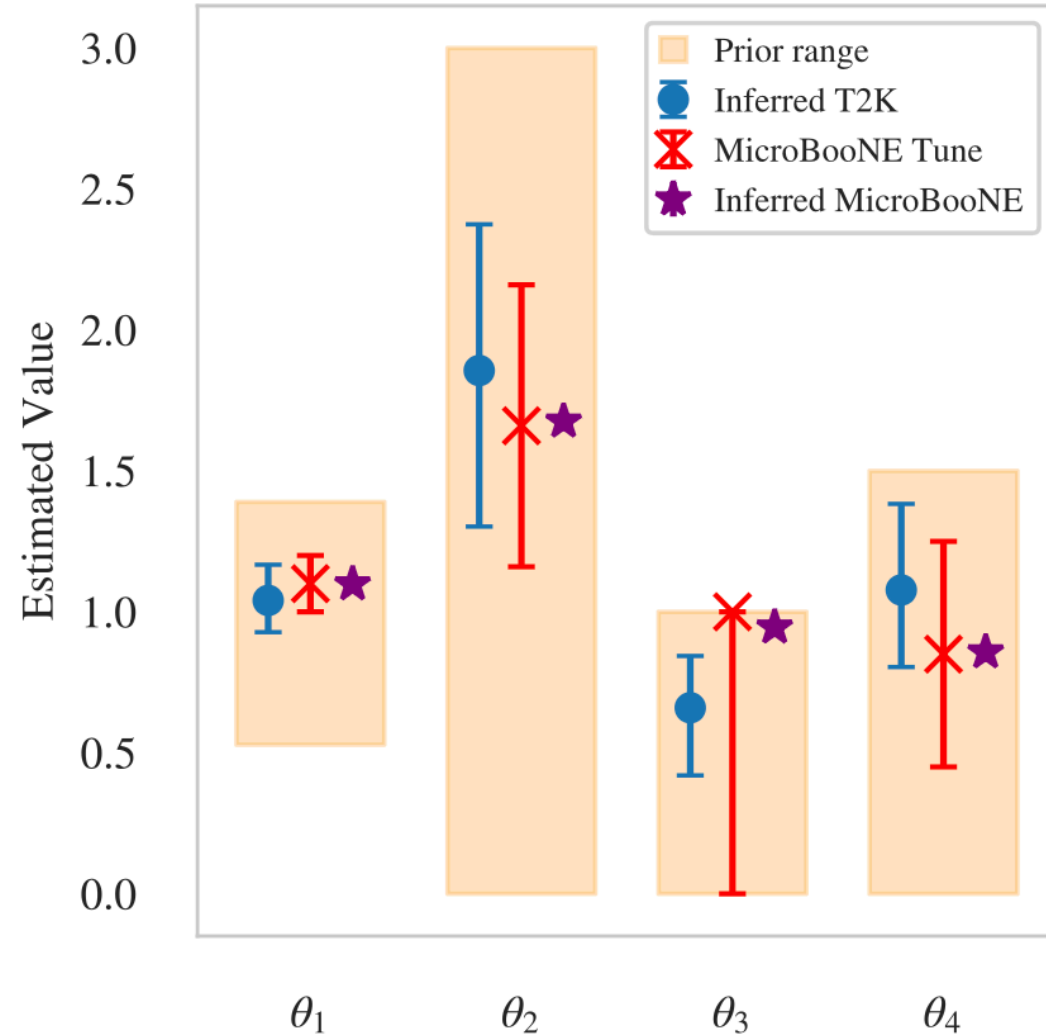 3.0
Prior range
Inferred T2K
MicroBooNE Tune
Inferred MicroBooNE
2.5
2.0
1.5
1.0
0.5
0.0
Estimated Value
θ1
θ2
θ3
θ4